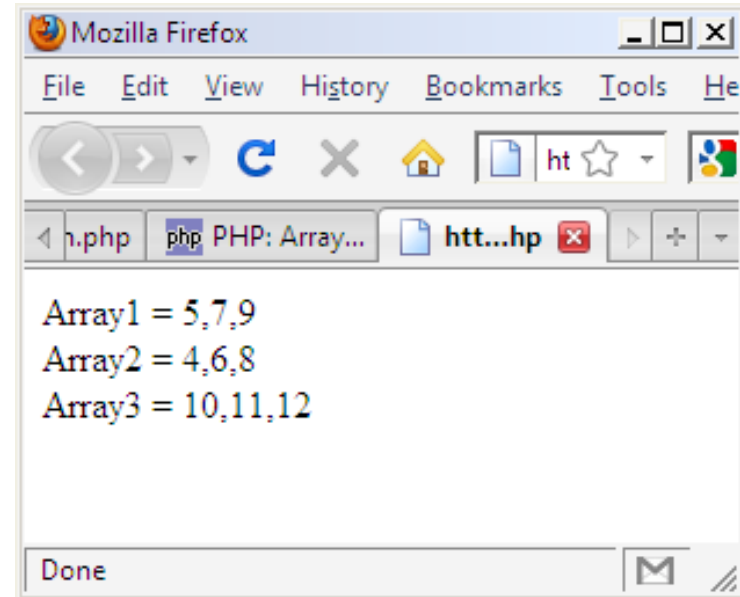 Mozilla Firefox
File Edit View History Bookmarks Tools He
ht
n.php php PHP: Array... htt...hp
Array1 = 5,7,9
Array2 = 4,6,8
Array3 = 10,11,12
Done